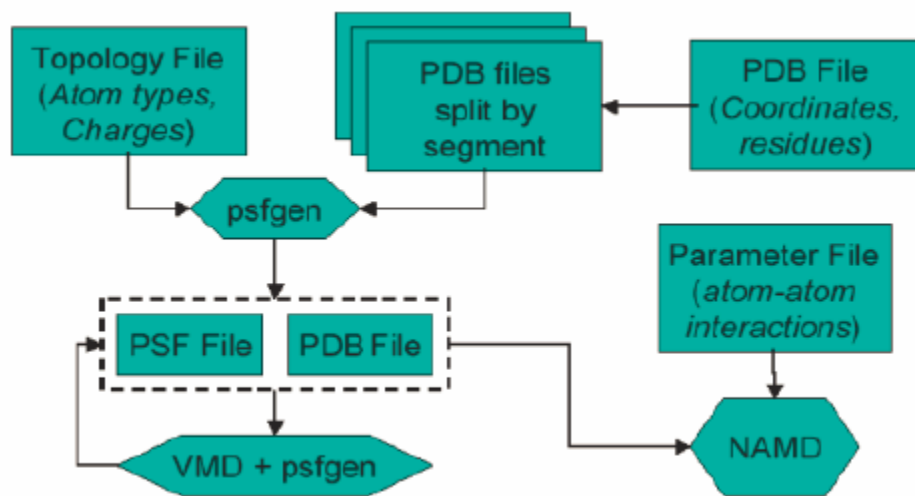 Topology File
(Atom types,
Charges)
PDB files
split by
segment
PDB File
(Coordinates,
residues)
psfgen
Parameter File
(atom-atom
interactions)
PSF File
PDB File
VMD + psfgen
NAMD